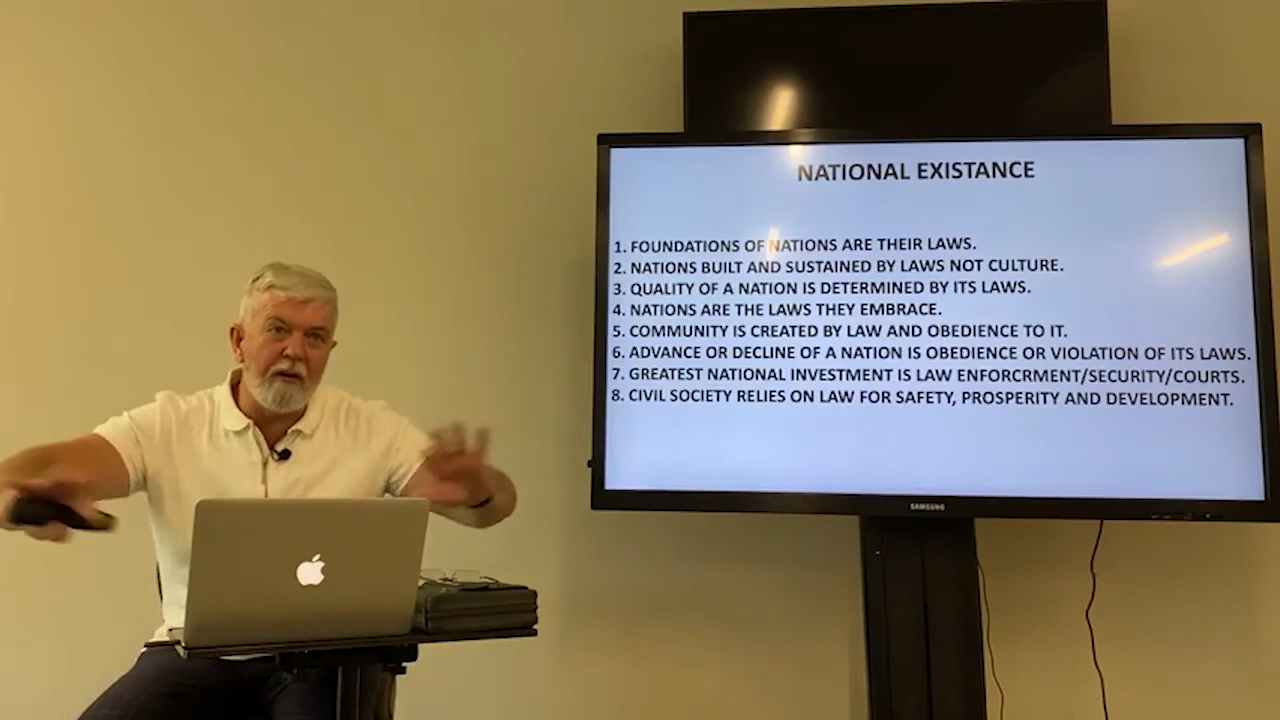 NATIONAL EXISTANCE
1. FOUNDATIONS OF NATIONS ARE THEIR LAWS.
2. NATIONS BUILT AND SUSTAINED BY LAWS NOT CULTURE.
3. QUALITY OF A NATION IS DETERMINED BY ITS LAWS.
4. NATIONS ARE THE LAWS THEY EMBRACE.
5. COMMUNITY IS CREATED BY LAW AND OBEDIENCE TO IT.
6. ADVANCE OR DECLINE OF A NATION IS OBEDIENCE OR VIOLATION OF ITS LAWS.
7. GREATEST NATIONAL INVESTMENT IS LAW ENFORCRMENT/SECURITY/COURTS.
8. CIVIL SOCIETY RELIES ON LAW FOR SAFETY, PROSPERITY AND DEVELOPMENT.
SAMSUNG